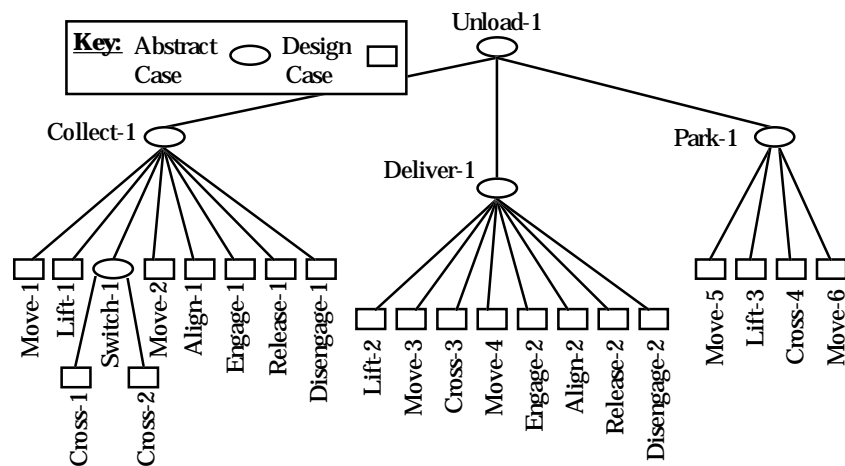 Unload-1
Key: Abstract Case
Design Case
Collect-1
Deliver-1
Park-1
Move-1
Lift-1
Switch-1
Move-2
Align-1
Engage-1
Release-1
Disengage-1
Cross-1
Cross-2
Lift-2
Move-3
Cross-3
Move-4
Engage-2
Align-2
Release-2
Disengage-2
Move-5
Lift-3
Cross-4
Move-6